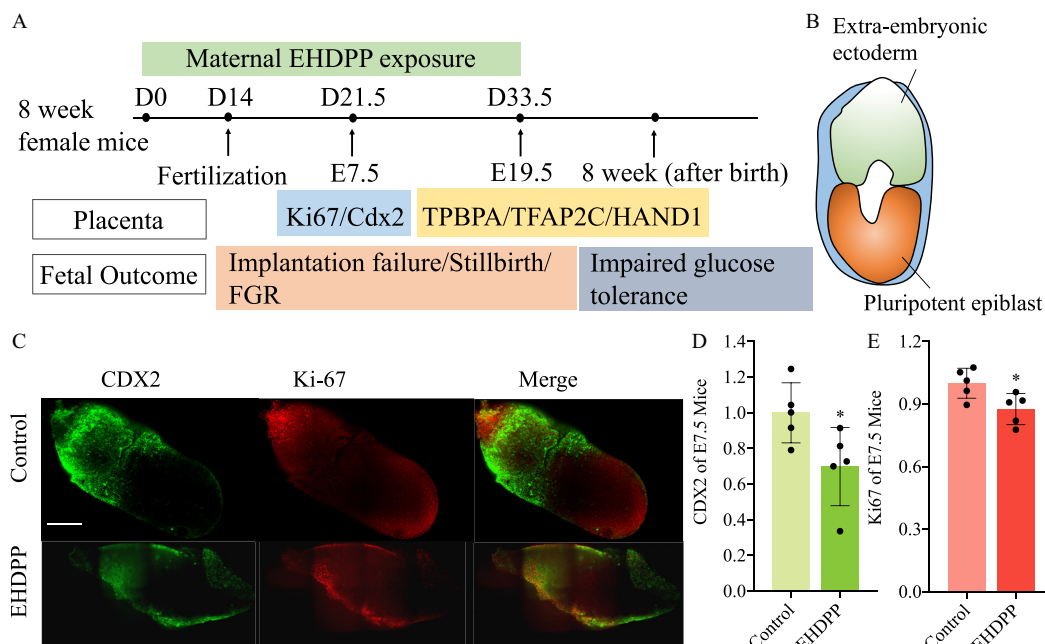 A
Maternal EHDPP exposure
D0 D14 D21.5 D33.5
8 week
female mice
Fertilization E7.5 E19.5 8 week (after birth)
Placenta
Ki67/Cdx2
TPBPA/TFAP2C/HAND1
Fetal Outcome
Implantation failure/Stillbirth/
FGR
Impaired glucose
tolerance
B
Extra-embryonic
ectoderm
Pluripotent epiblast
C
CDX2 Ki-67 Merge
Control
EHDPP
D
CDX2 of E7.5 Mice
1.4
1.2
1.0
0.8
0.6
0.4
0.2
0.0
*
Control
EHDPP
E
Ki67 of E7.5 Mice
1.2
0.9
0.6
0.3
0.0
*
Control
EHDPP